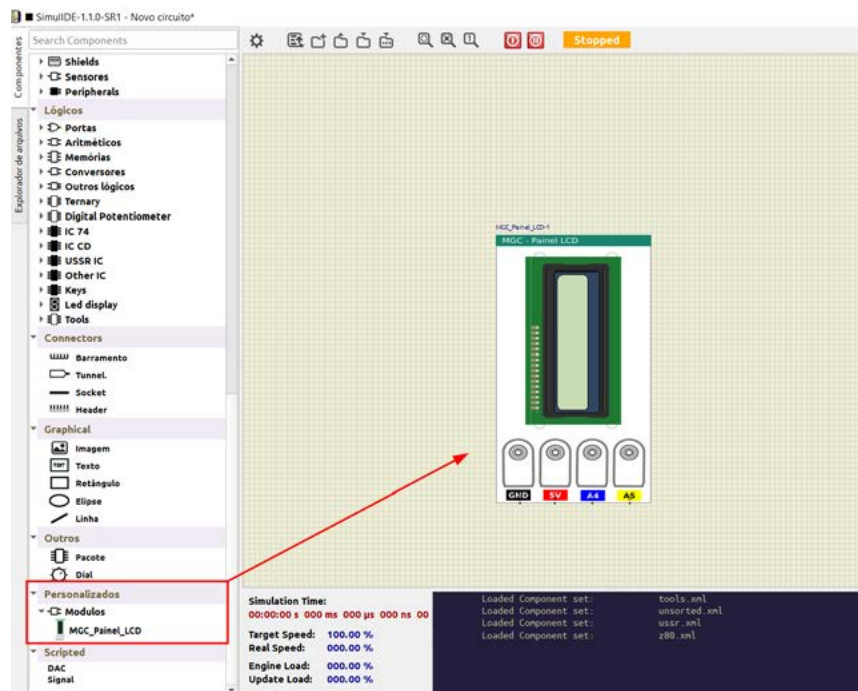 SimulIDE-1.1.0-SR1 - Novo circuito*
Componentes
Explorador de arquivos
Search Components
Stopped
Shields
Sensores
Peripherals
Lógicos
Portas
Aritméticos
Memórias
Conversores
Outros lógicos
Ternary
Digital Potentiometer
IC 74
IC CD
USSR IC
Other IC
Keys
Led display
Tools
Connectors
Barramento
Tunnel.
Socket
Header
Graphical
Imagem
TEXT Texto
Retângulo
Elipse
Linha
Outros
Pacote
Dial
Personalizados
Modulos
MGC_Painel_LCD
Scripted
DAC
Signal
MGC_Painel_LCD-1
MGC - Painel LCD
GND 5V A4 A5
Simulation Time:
00:00:00 s 000 ms 000 µs 000 ns 00
Target Speed: 100.00 %
Real Speed: 000.00 %
Engine Load: 000.00 %
Update Load: 000.00 %
Loaded Component set: tools.xml
Loaded Component set: unsorted.xml
Loaded Component set: ussr.xml
Loaded Component set: z80.xml